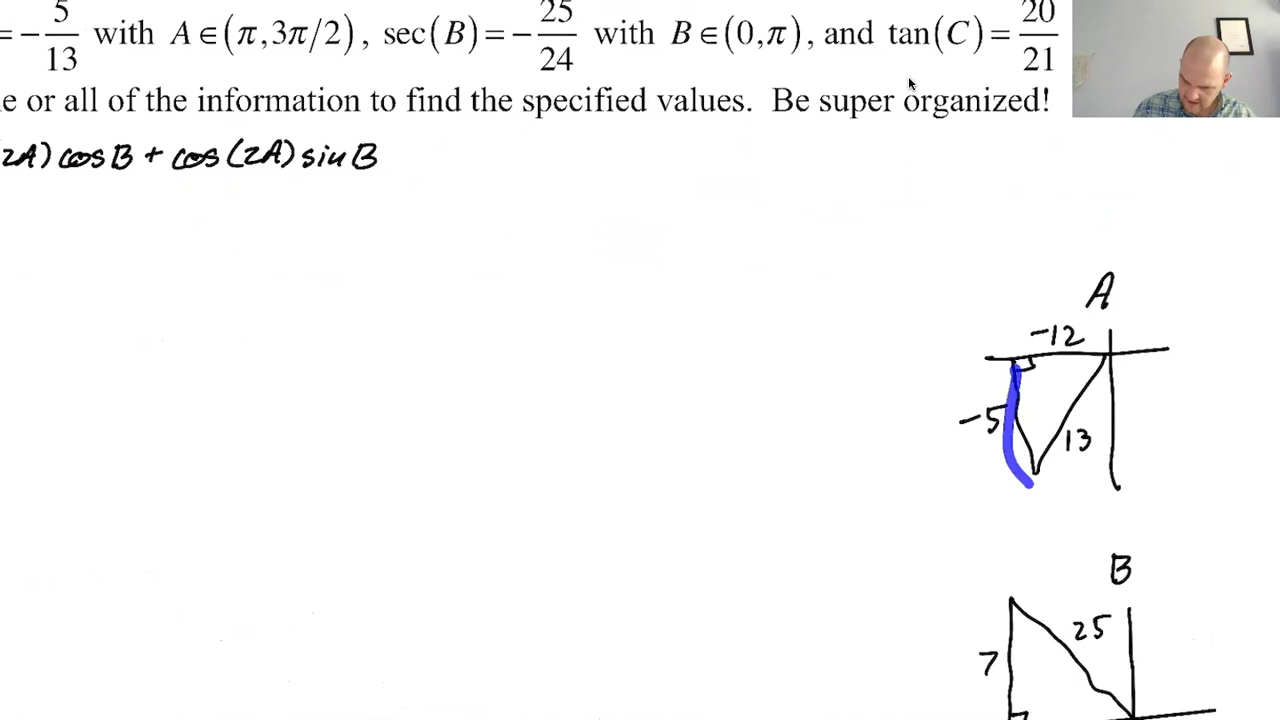 = -5/13 with A∈(π,3π/2), sec(B)= -25/24 with B∈(0,π), and tan(C)= 20/21
or all of the information to find the specified values. Be super organized!
2A) cos B + cos (2A) sin B
A
-12
-5
13
B
25
7